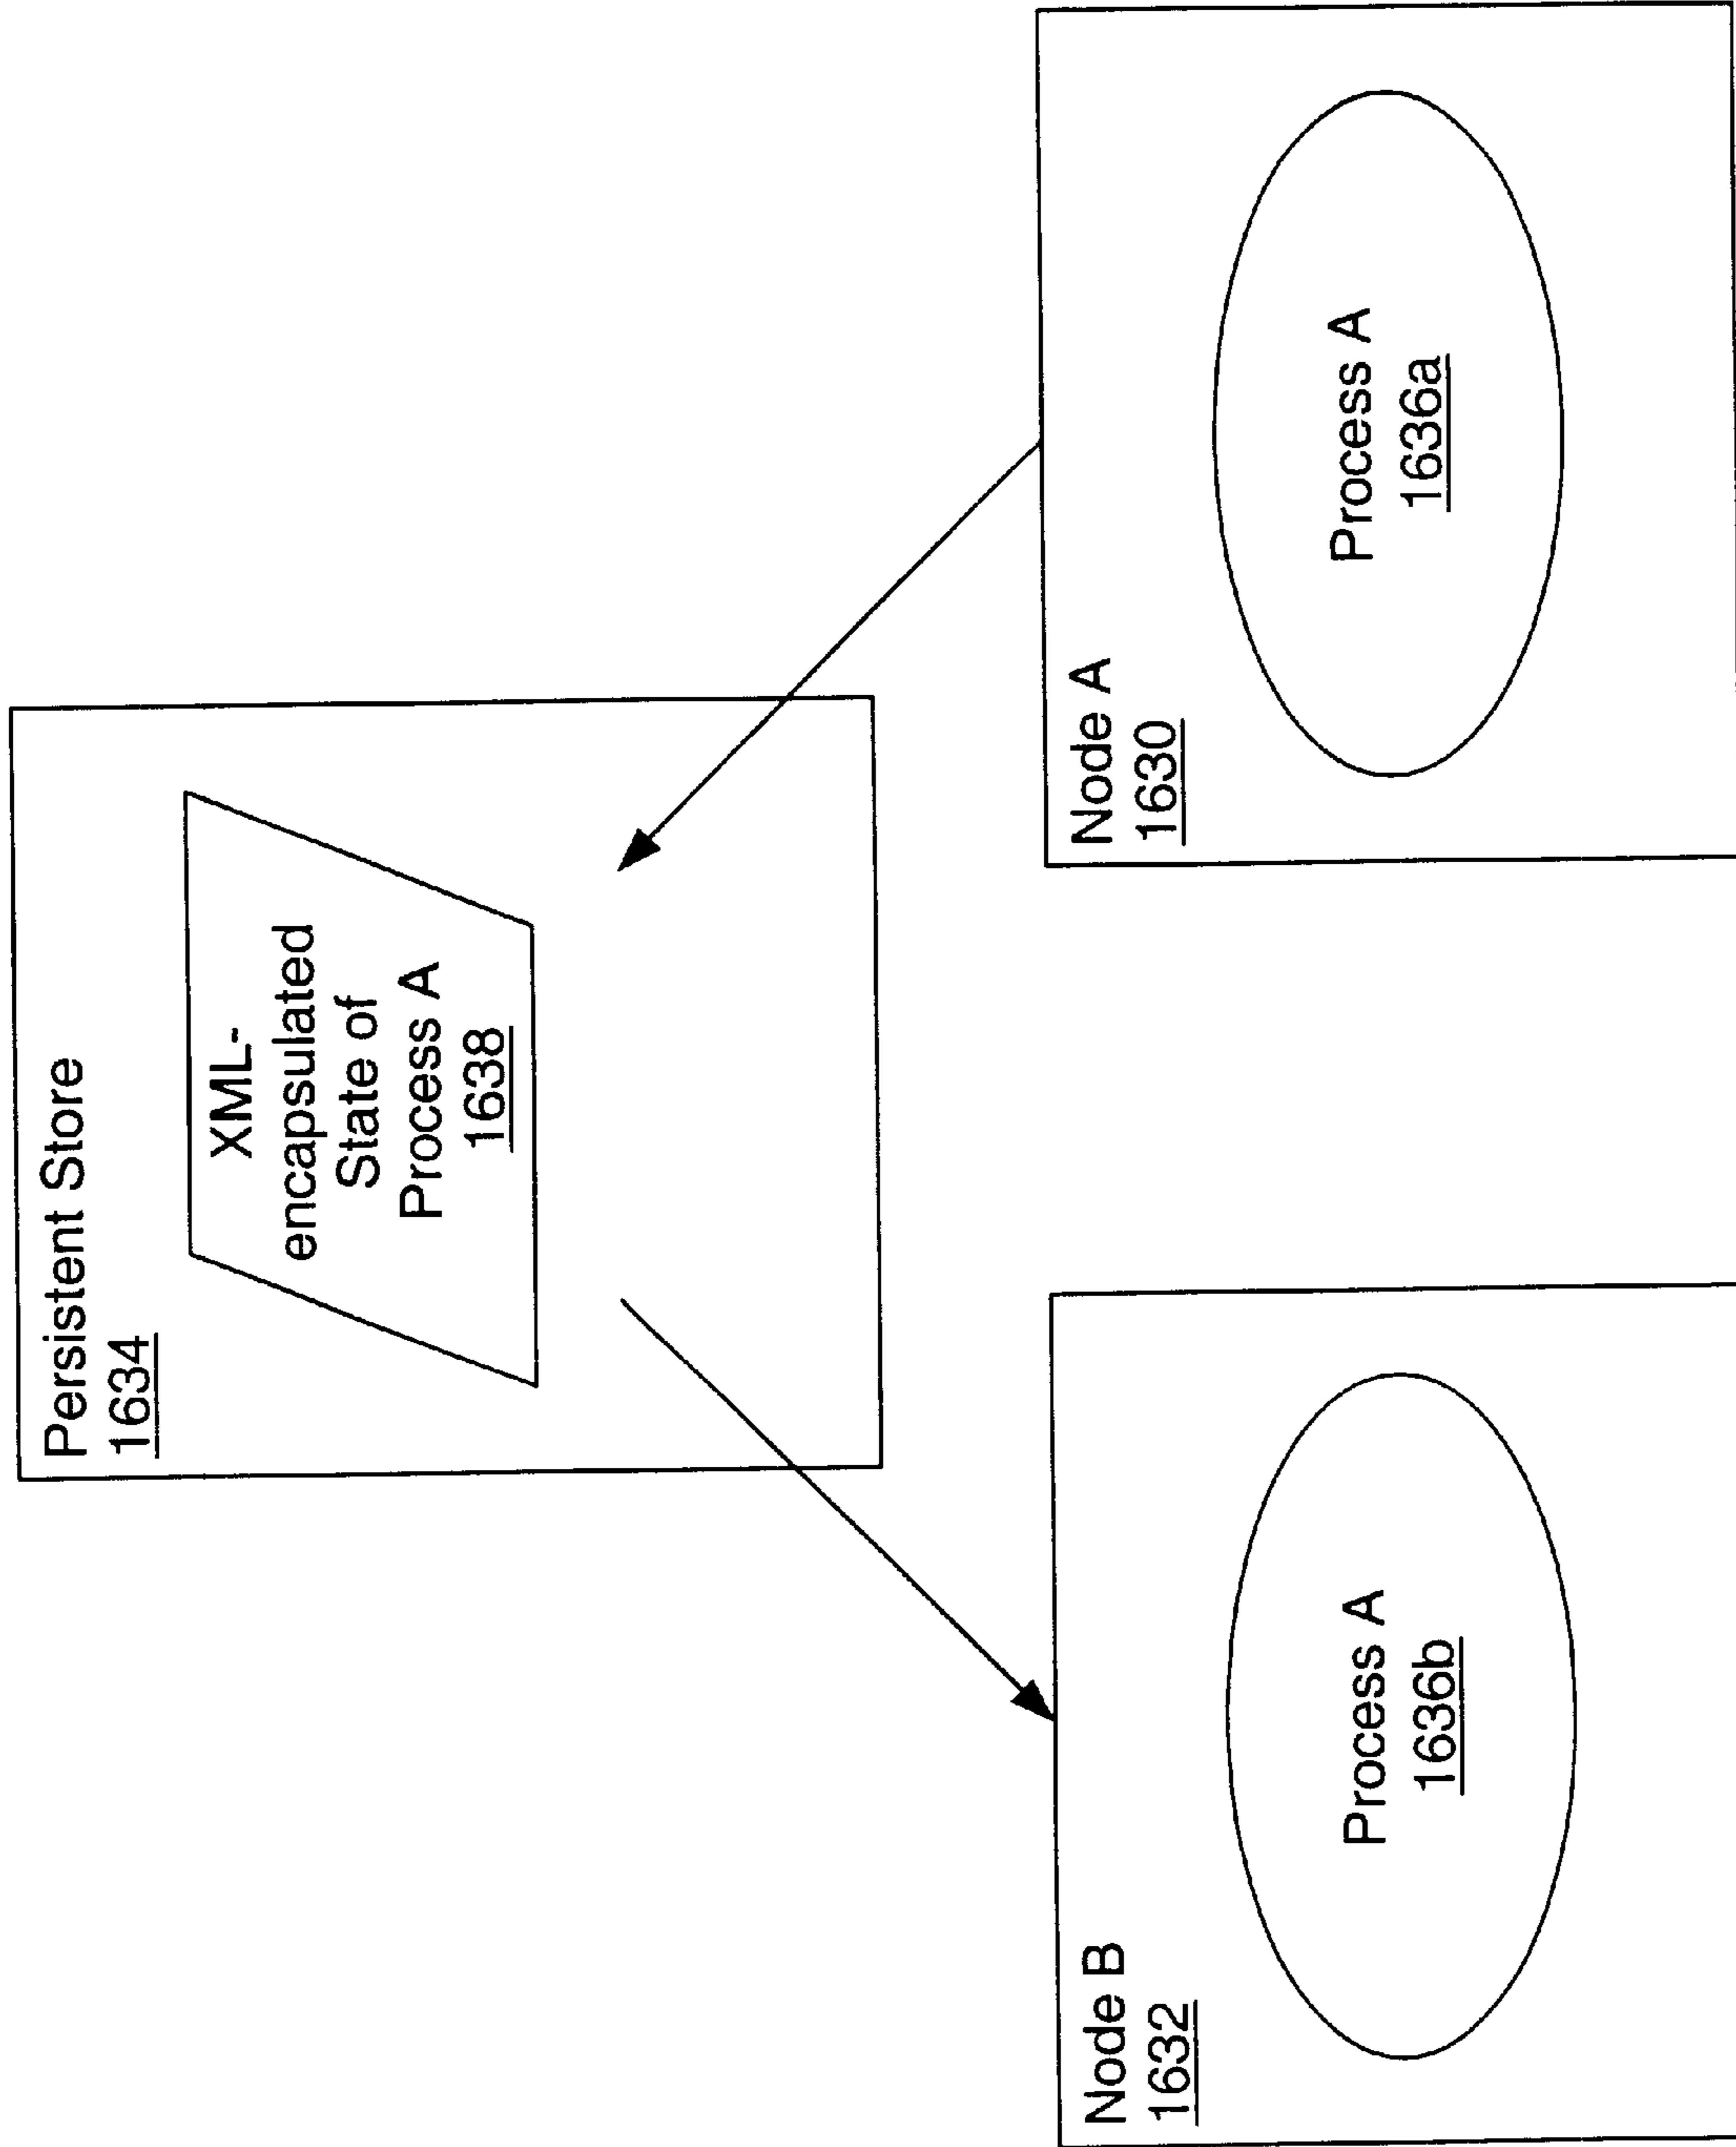 Persistent Store
1634
XML-
encapsulated
State of
Process A
1638
Node B
1632
Process A
1636b
Node A
1630
Process A
1636a